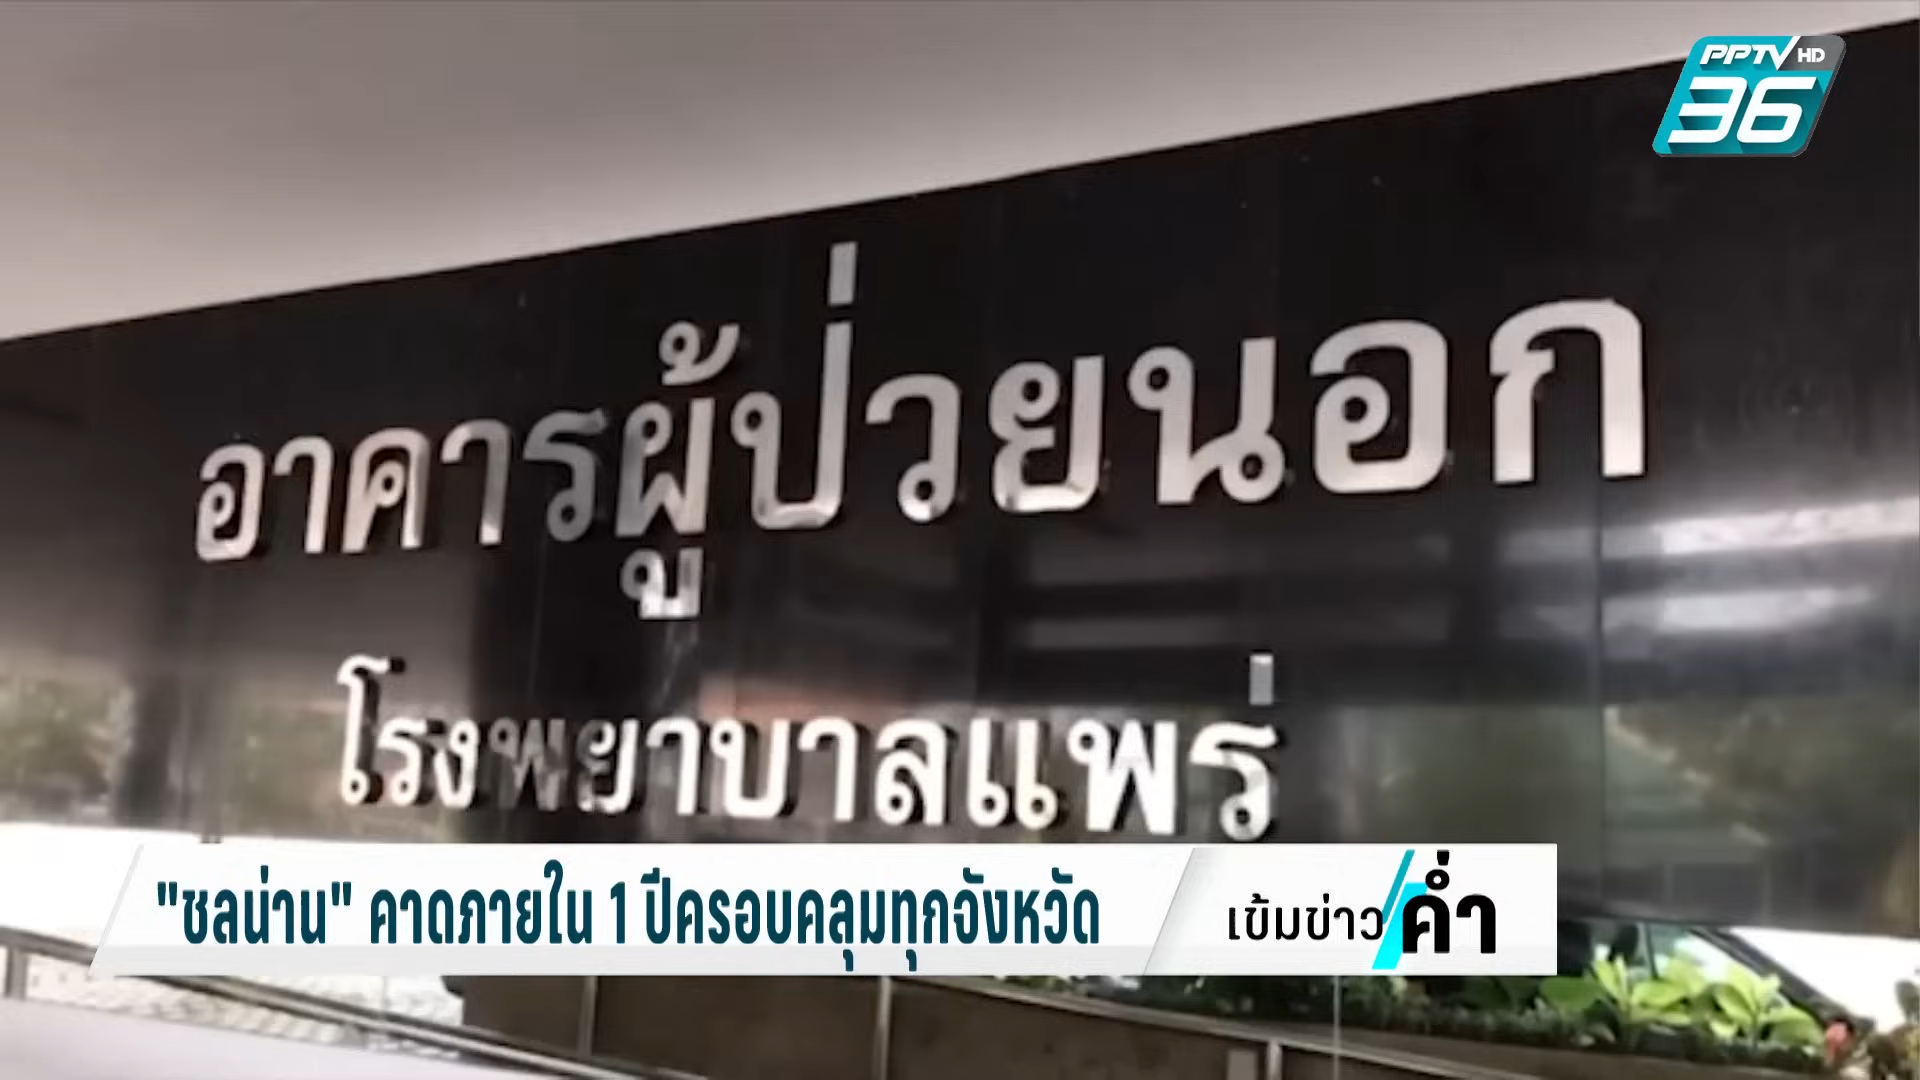 PPTV HD
36
อาคารผู้ป่วยนอก
โรงพยาบาลแพร่
"ชลน่าน" คาดภายใน 1 ปีครอบคลุมทุกจังหวัด
เข้มข่าวค่ำ